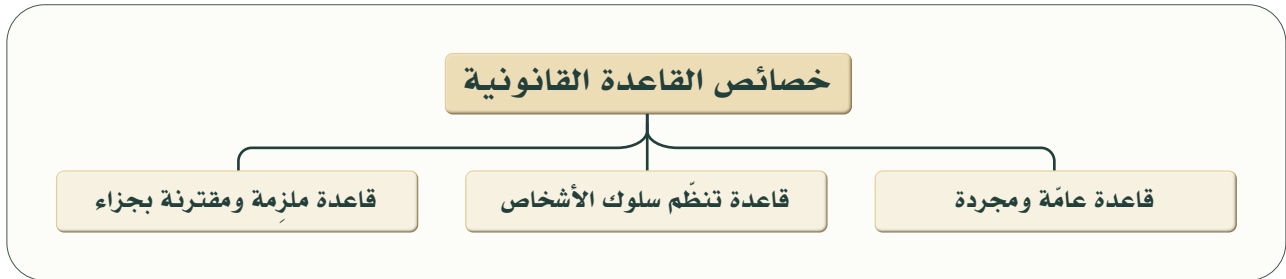 خصائص القاعدة القانونية
قاعدة عامّة ومجردة
قاعدة تنظّم سلوك الأشخاص
قاعدة ملزِمة ومقترنة بجزاء